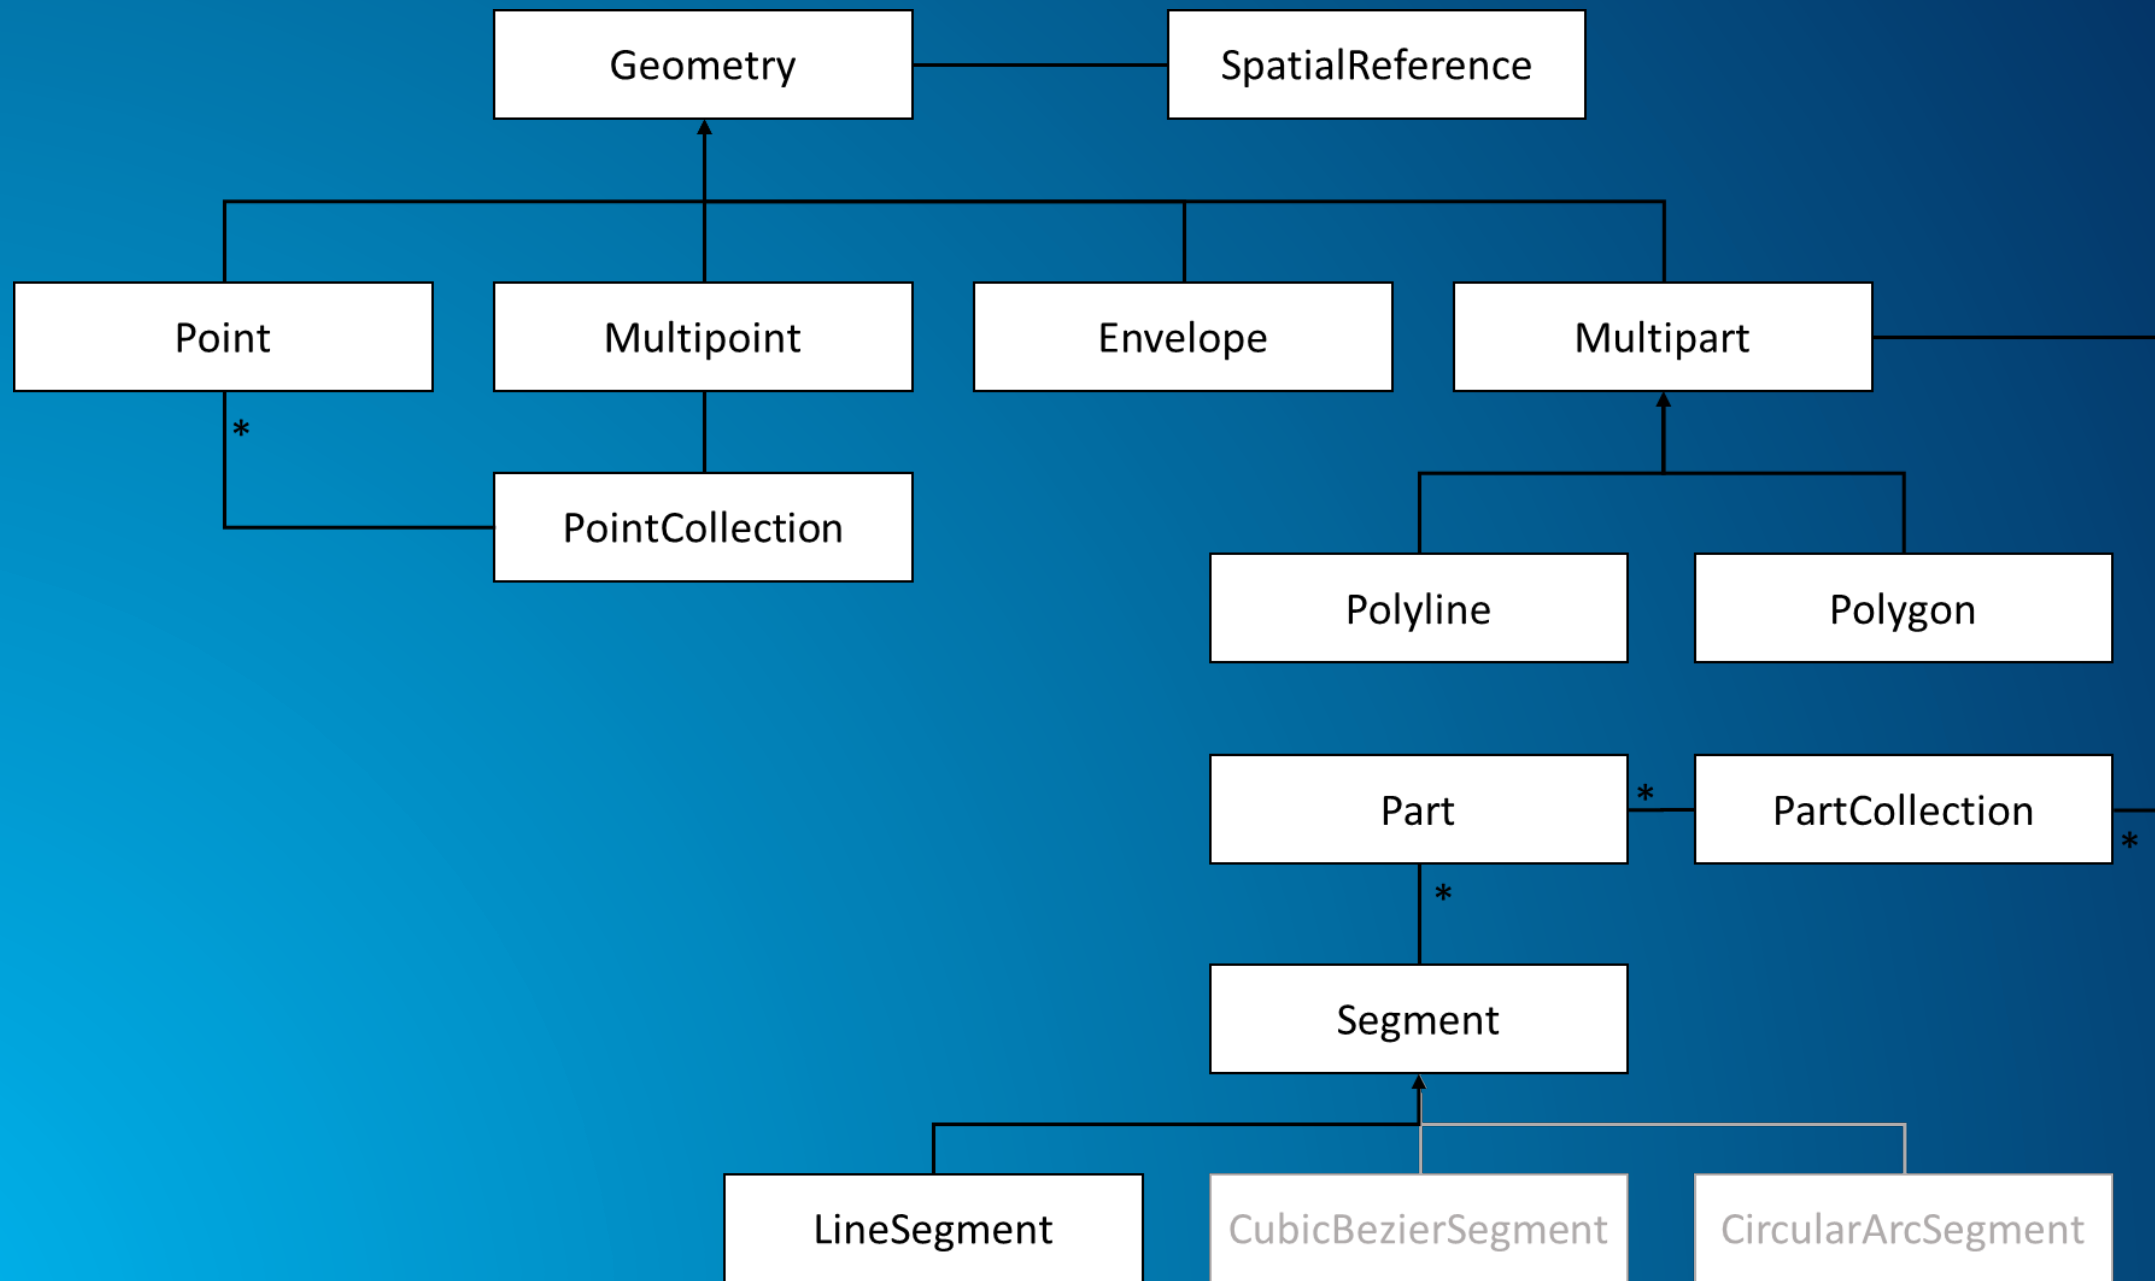 Geometry
SpatialReference
Point
Multipoint
Envelope
Multipart
*
PointCollection
Polyline
Polygon
Part
*
PartCollection
*
*
Segment
LineSegment
CubicBezierSegment
CircularArcSegment